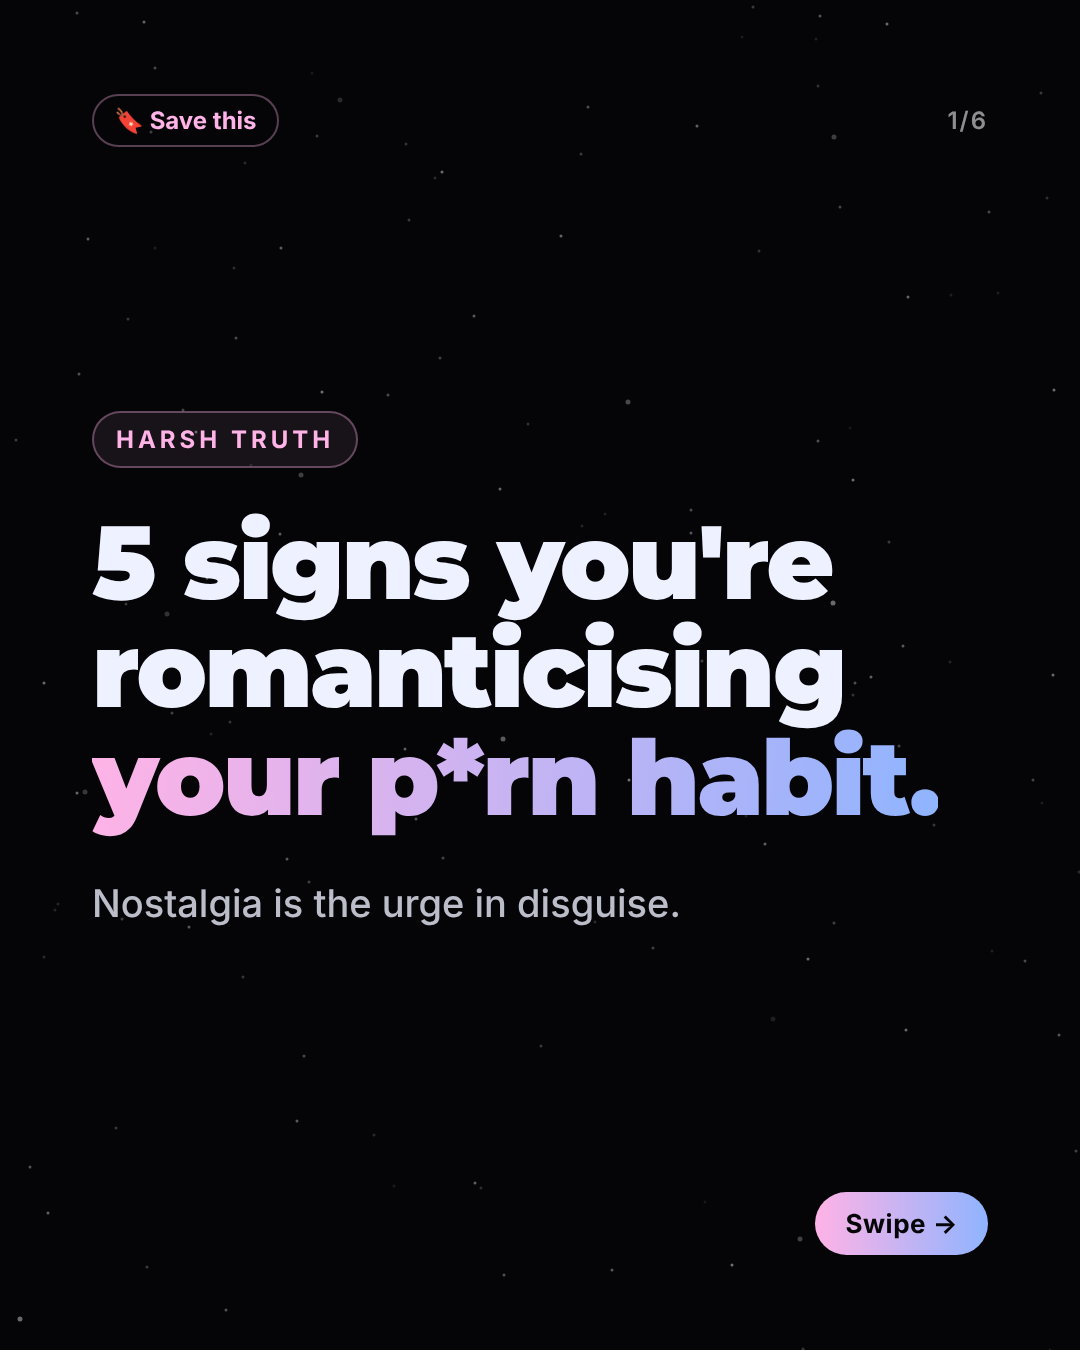 🔖 Save this
1/6
HARSH TRUTH
5 signs you're
romanticising
your p*rn habit.
Nostalgia is the urge in disguise.
Swipe →